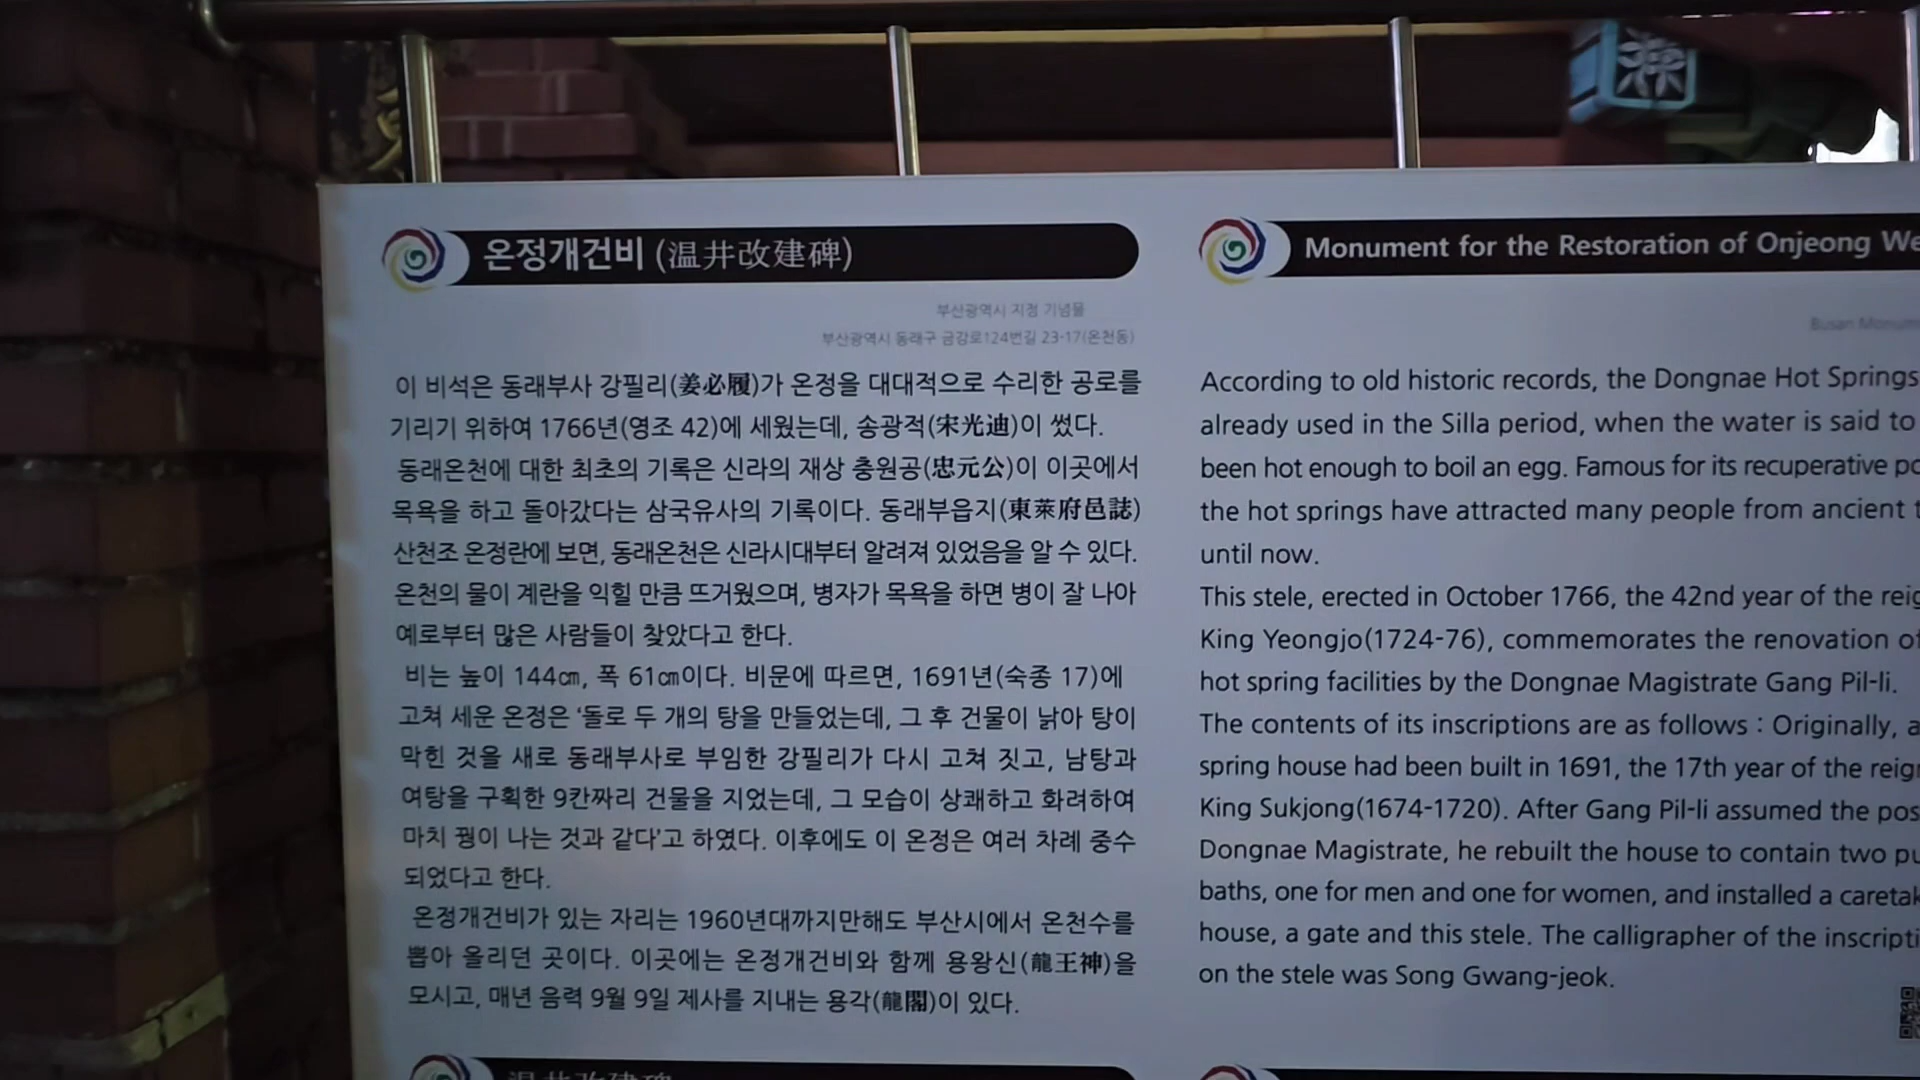 온정개건비 (温井改建碑)
부산광역시 지정 기념물
부산광역시 동래구 금강로124번길 23-17(온천동)
이 비석은 동래부사 강필리(姜必履)가 온정을 대대적으로 수리한 공로를
기리기 위하여 1766년(영조 42)에 세웠는데, 송광적(宋光迪)이 썼다.
동래온천에 대한 최초의 기록은 신라의 재상 충원공(忠元公)이 이곳에서
목욕을 하고 돌아갔다는 삼국유사의 기록이다. 동래부읍지(東萊府邑誌)
산천조 온정란에 보면, 동래온천은 신라시대부터 알려져 있었음을 알 수 있다.
온천의 물이 계란을 익힐 만큼 뜨거웠으며, 병자가 목욕을 하면 병이 잘 나아
예로부터 많은 사람들이 찾았다고 한다.
비는 높이 144㎝, 폭 61㎝이다. 비문에 따르면, 1691년(숙종 17)에
고쳐 세운 온정은 ‘돌로 두 개의 탕을 만들었는데, 그 후 건물이 낡아 탕이
막힌 것을 새로 동래부사로 부임한 강필리가 다시 고쳐 짓고, 남탕과
여탕을 구획한 9칸짜리 건물을 지었는데, 그 모습이 상쾌하고 화려하여
마치 꿩이 나는 것과 같다’고 하였다. 이후에도 이 온정은 여러 차례 중수
되었다고 한다.
온정개건비가 있는 자리는 1960년대까지만해도 부산시에서 온천수를
뽑아 올리던 곳이다. 이곳에는 온정개건비와 함께 용왕신(龍王神)을
모시고, 매년 음력 9월 9일 제사를 지내는 용각(龍閣)이 있다.
Monument for the Restoration of Onjeong We
Busan Monum
According to old historic records, the Dongnae Hot Springs
already used in the Silla period, when the water is said to
been hot enough to boil an egg. Famous for its recuperative po
the hot springs have attracted many people from ancient t
until now.
This stele, erected in October 1766, the 42nd year of the reig
King Yeongjo(1724-76), commemorates the renovation of
hot spring facilities by the Dongnae Magistrate Gang Pil-li.
The contents of its inscriptions are as follows : Originally, a
spring house had been built in 1691, the 17th year of the reig
King Sukjong(1674-1720). After Gang Pil-li assumed the pos
Dongnae Magistrate, he rebuilt the house to contain two pu
baths, one for men and one for women, and installed a caretak
house, a gate and this stele. The calligrapher of the inscripti
on the stele was Song Gwang-jeok.
温井改建碑